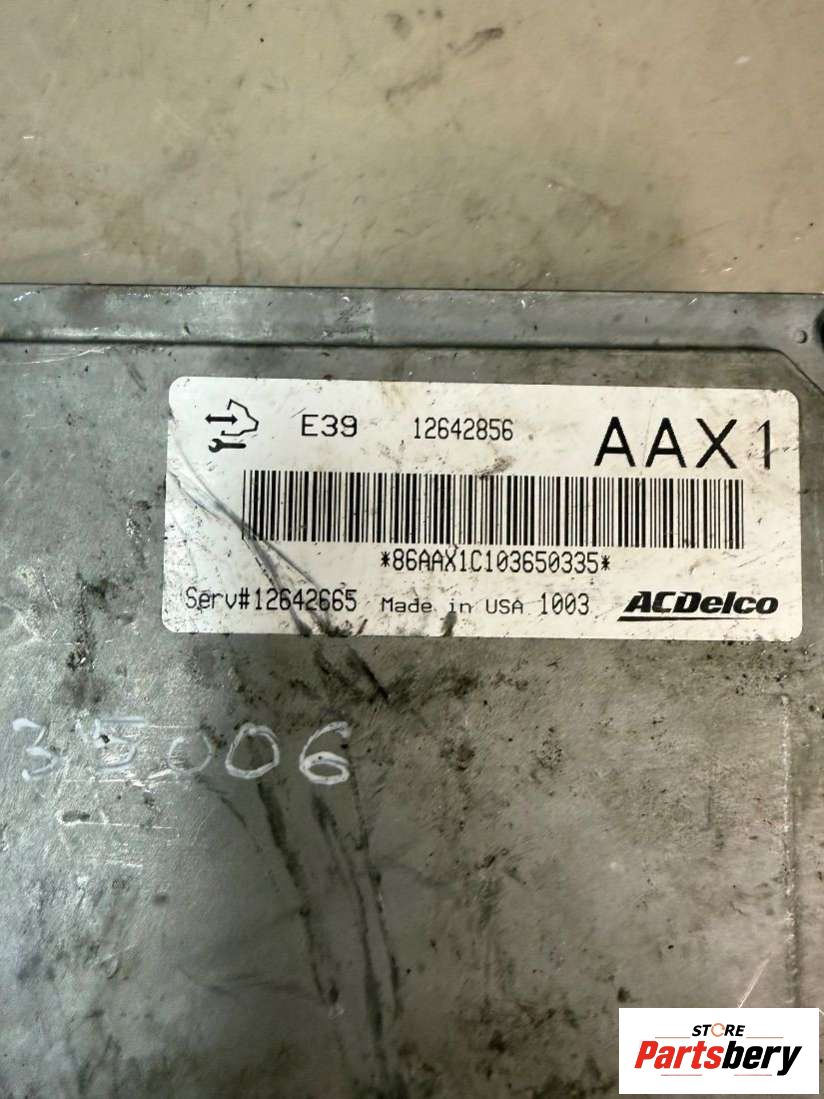 E39 12642856 AAX1
*86AAX1C103650335*
Serv#12642665 Made in USA 1003 ACDelco
35006
STORE
Partsbery